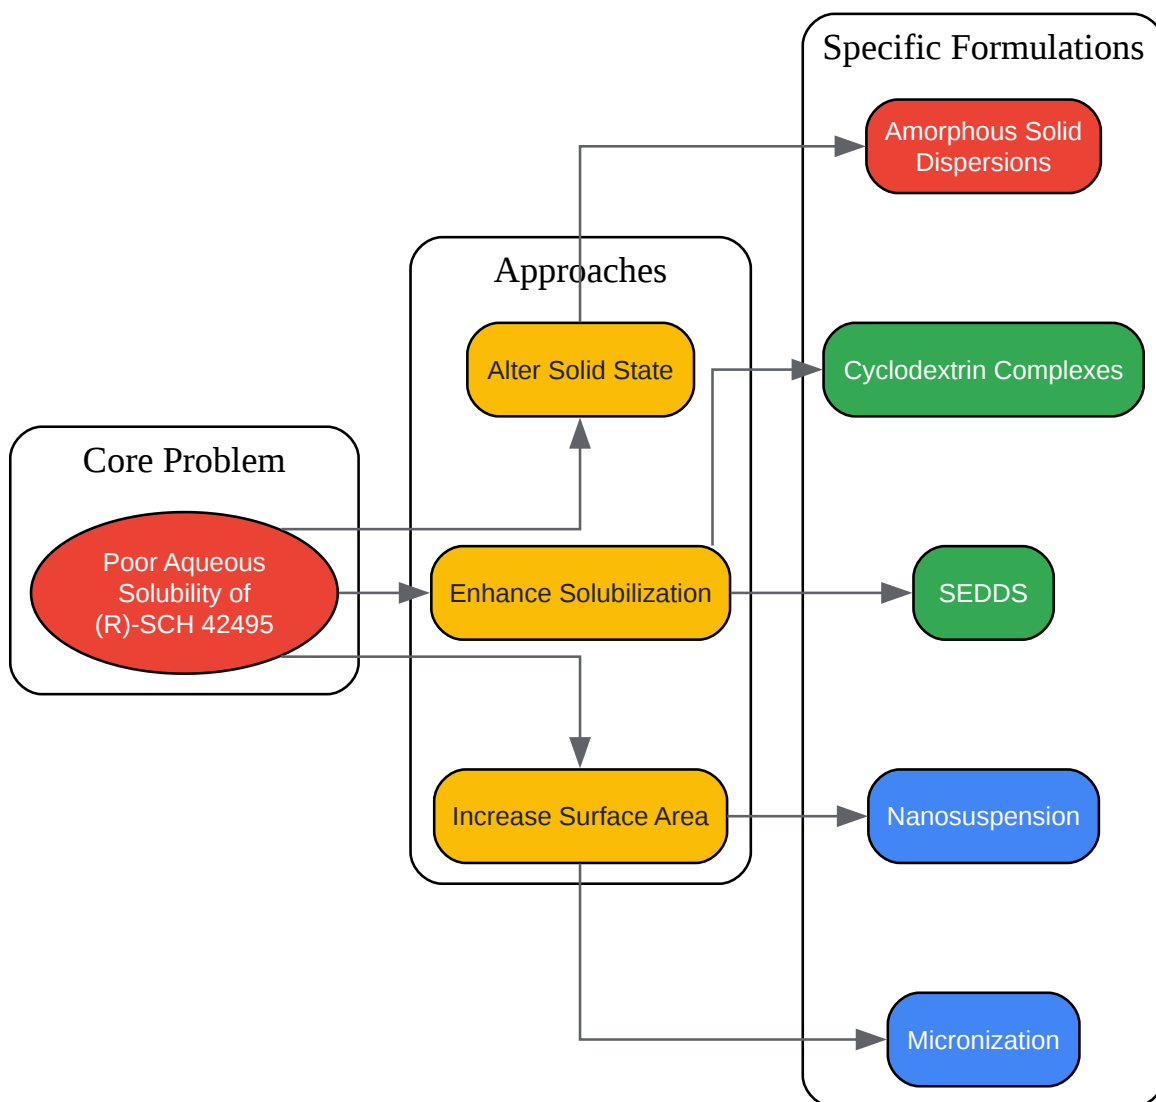 Core Problem
Poor Aqueous
Solubility of
(R)-SCH 42495
Approaches
Alter Solid State
Enhance Solubilization
Increase Surface Area
Specific Formulations
Amorphous Solid
Dispersions
Cyclodextrin Complexes
SEDDS
Nanosuspension
Micronization